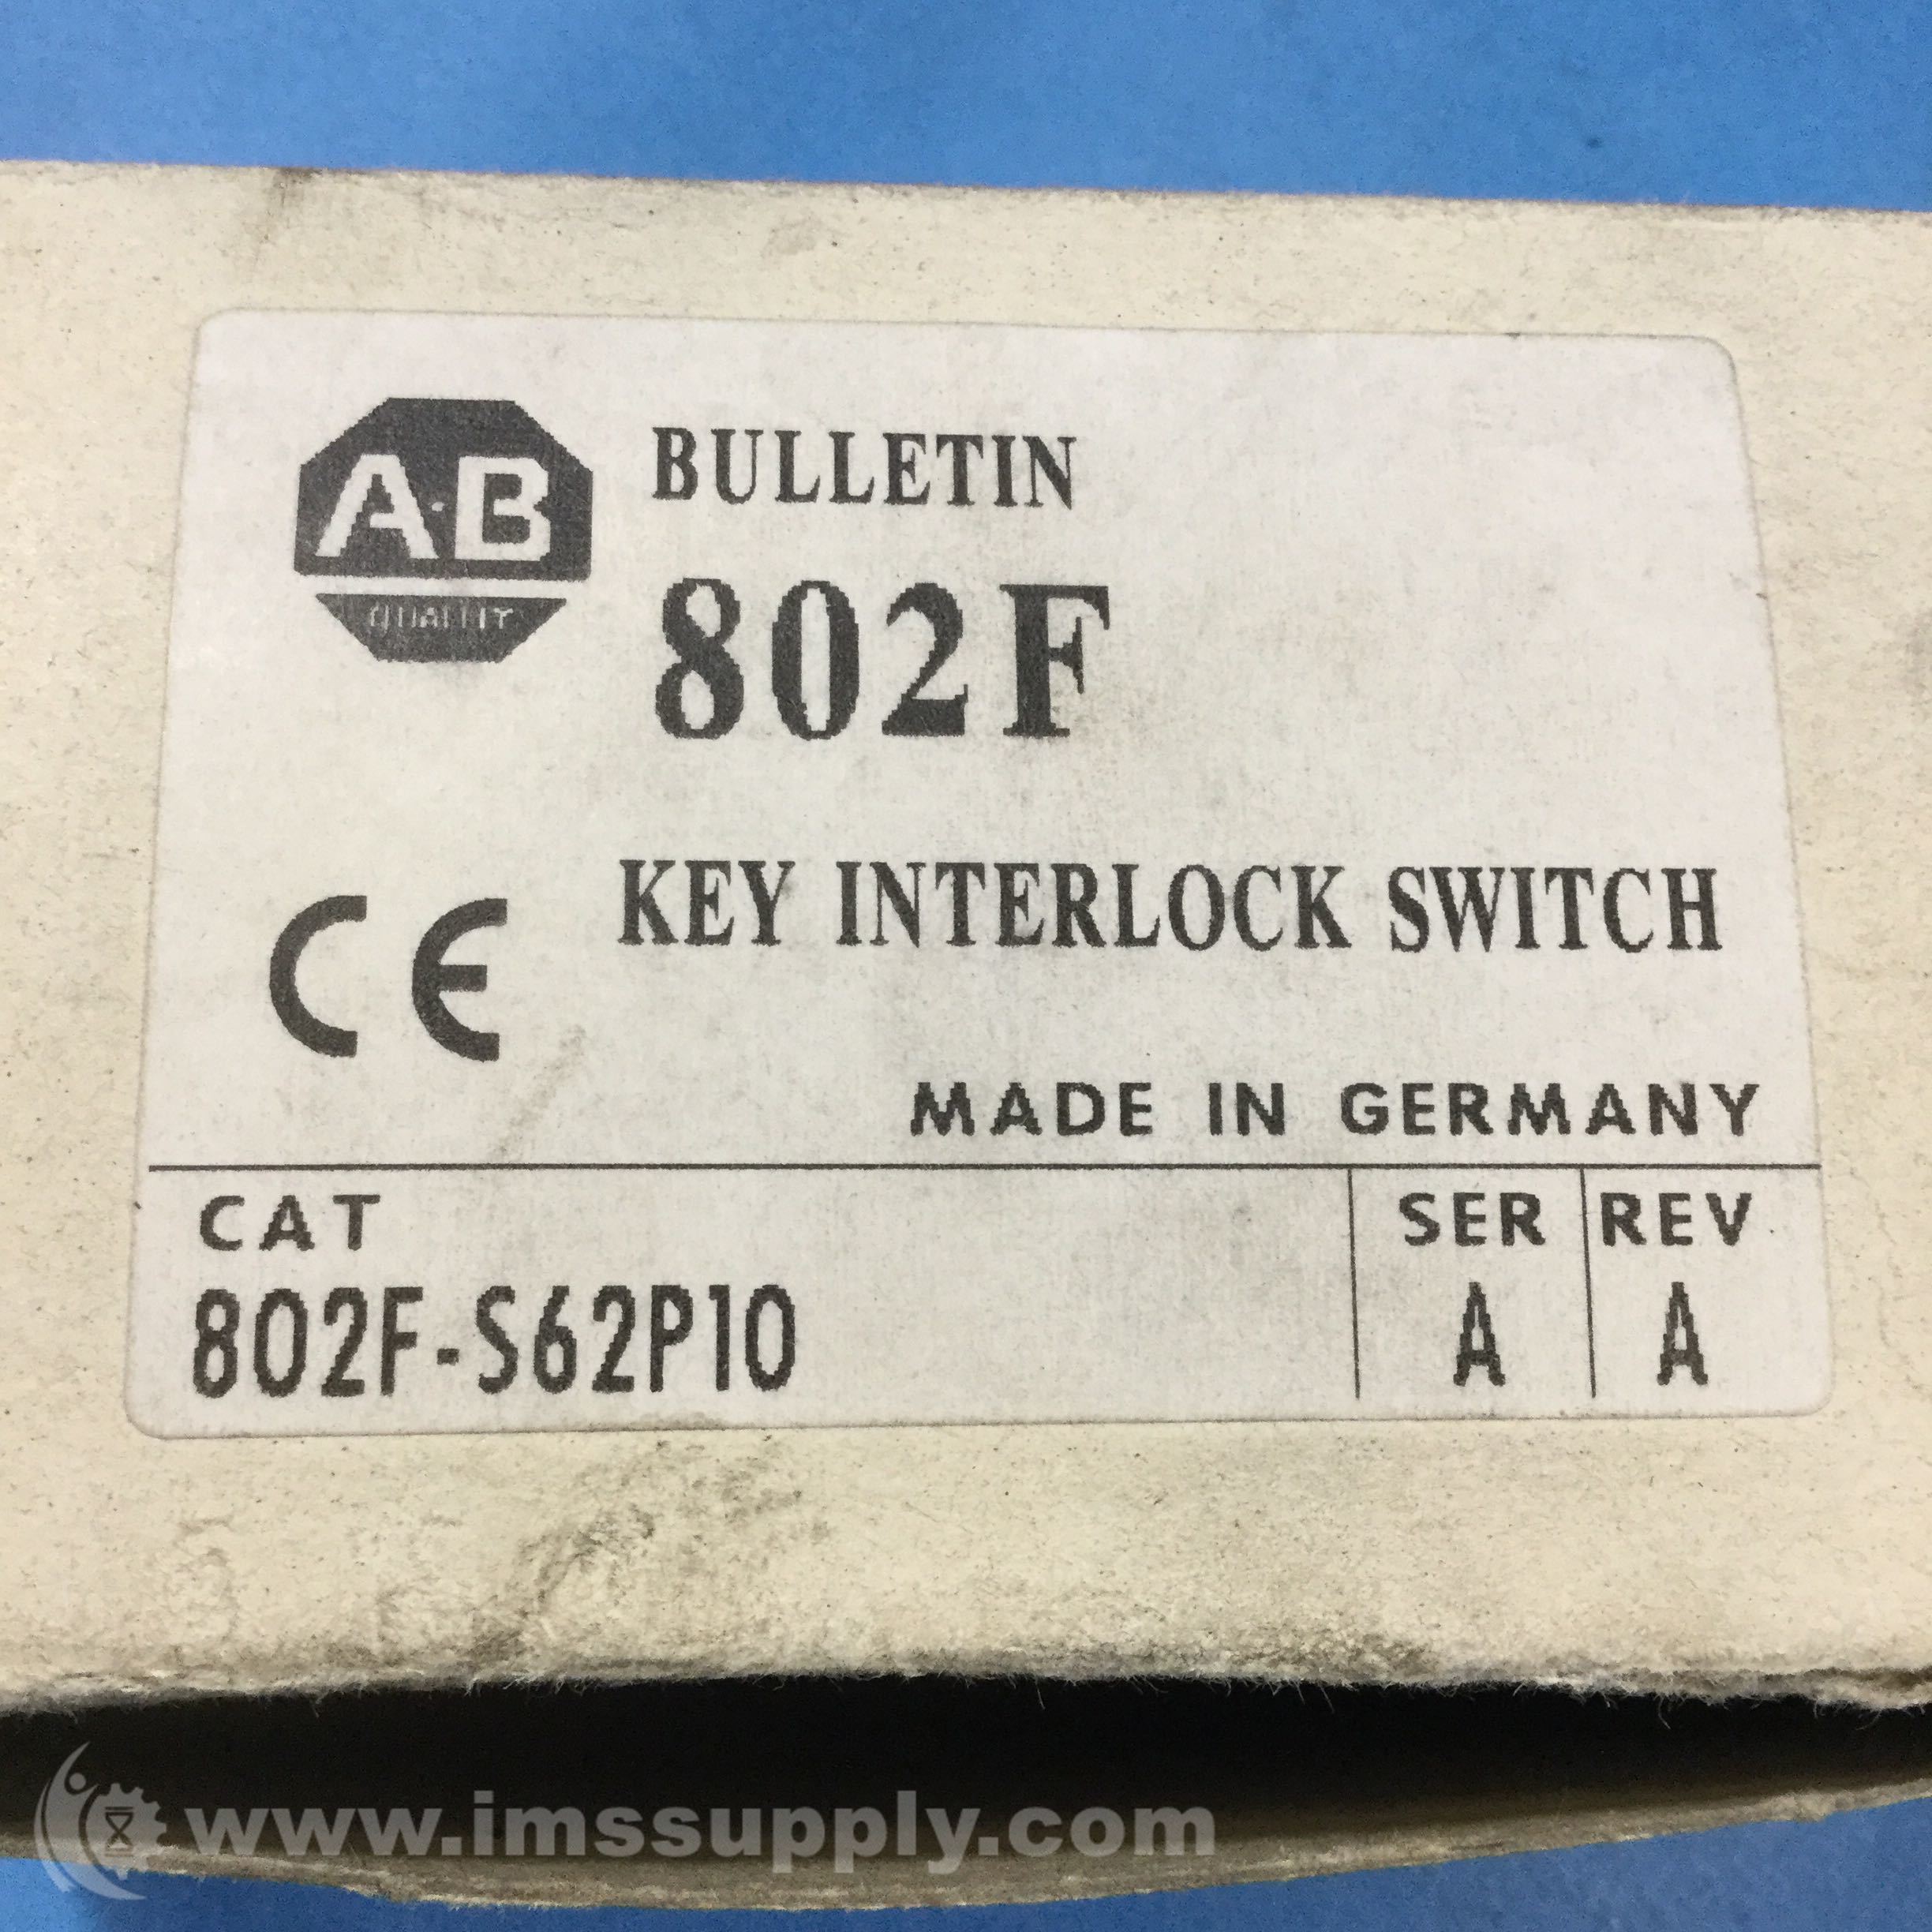 A-B
QUALITY
BULLETIN
802F
CE
KEY INTERLOCK SWITCH
MADE IN GERMANY
CAT
SER
REV
802F-S62P10
A
A
www.imssupply.com